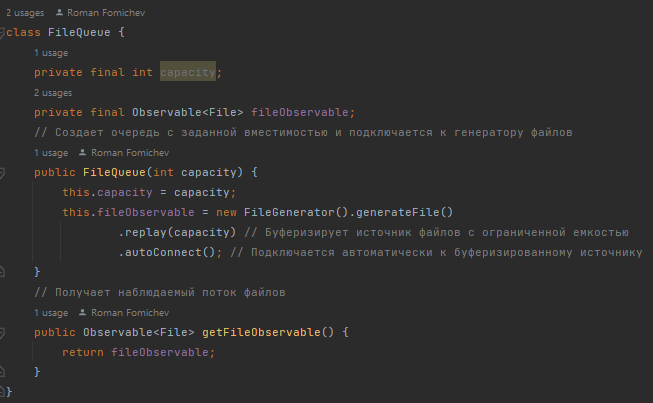 2 usages Roman Fomichev
class FileQueue {
1 usage
private final int capacity;
2 usages
private final Observable<File> fileObservable;
// Создает очередь с заданной вместимостью и подключается к генератору файлов
1 usage Roman Fomichev
public FileQueue(int capacity) {
this.capacity = capacity;
this.fileObservable = new FileGenerator().generateFile()
.replay(capacity) // Буферизирует источник файлов с ограниченной емкостью
.autoConnect(); // Подключается автоматически к буферизированному источнику
}
// Получает наблюдаемый поток файлов
1 usage Roman Fomichev
public Observable<File> getFileObservable() {
return fileObservable;
}
}